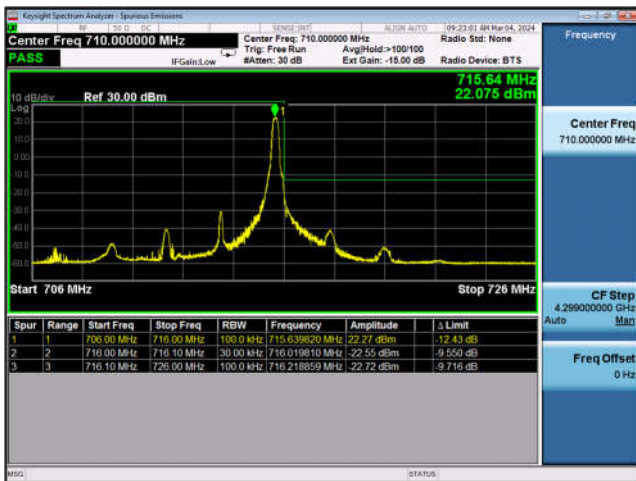 Keysight Spectrum Analyzer - Spurious Emissions
RF 50 Ω DC SENSE:INT ALIGN AUTO 09:23:01 AM Mar 04, 2024
Center Freq 710.000000 MHz Center Freq: 710.000000 MHz Radio Std: None
Trig: Free Run Avg|Hold:>100/100
PASS IFGain:Low #Atten: 30 dB Ext Gain: -15.00 dB Radio Device: BTS
715.64 MHz
22.075 dBm
10 dB/div Ref 30.00 dBm
Log
20.0
10.0
0.00
-10.0
-20.0
-30.0
-40.0
-50.0
-60.0
1
Start 706 MHz Stop 726 MHz
Spur Range Start Freq Stop Freq RBW Frequency Amplitude Δ Limit
1 1 706.00 MHz 716.00 MHz 100.0 kHz 715.639820 MHz 22.27 dBm -12.43 dB
2 2 716.00 MHz 716.10 MHz 30.00 kHz 716.019810 MHz -22.55 dBm -9.550 dB
3 3 716.10 MHz 726.00 MHz 100.0 kHz 716.218859 MHz -22.72 dBm -9.716 dB
MSG STATUS
Frequency
Center Freq
710.000000 MHz
CF Step
4.299000000 GHz
Auto Man
Freq Offset
0 Hz